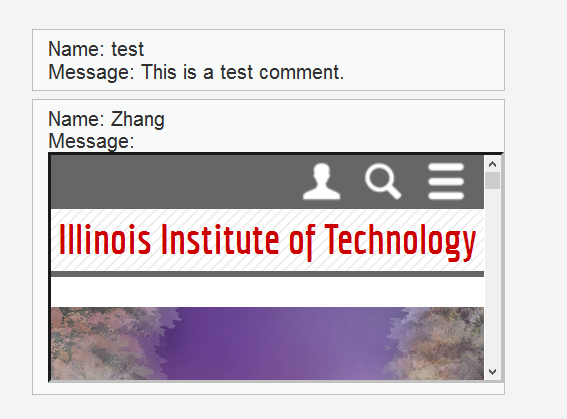 Name: test
Message: This is a test comment.
Name: Zhang
Message:
Illinois Institute of Technology